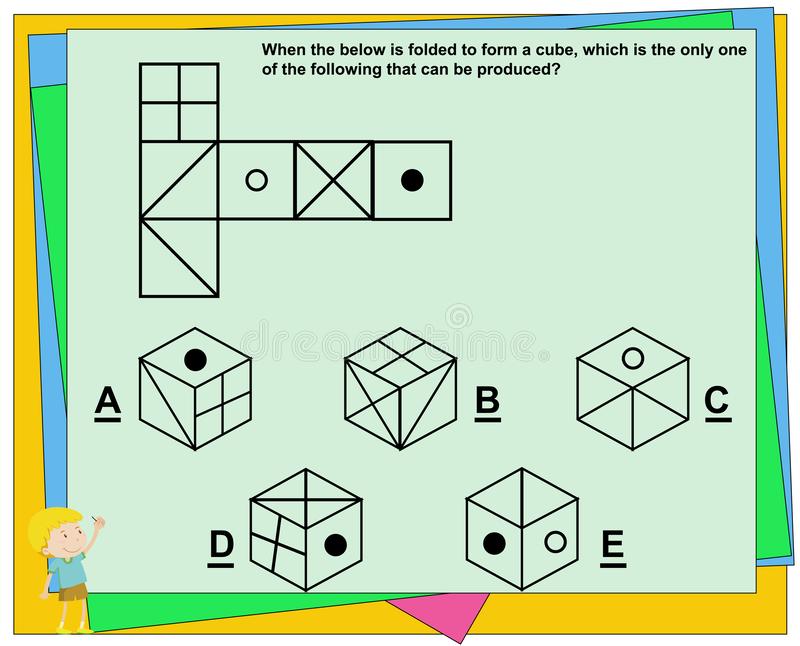 When the below is folded to form a cube, which is the only one
of the following that can be produced?
dreamstime.
A
B
C
D
E